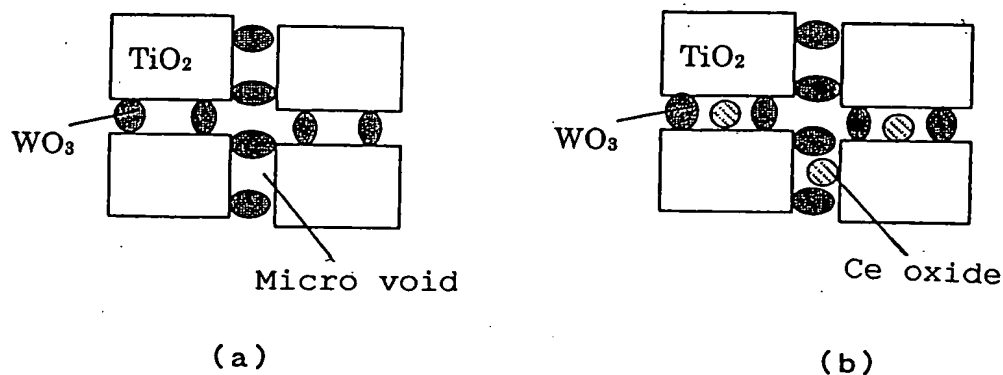 TiO₂
WO₃
Micro void
(a)
TiO₂
WO₃
Ce oxide
(b)